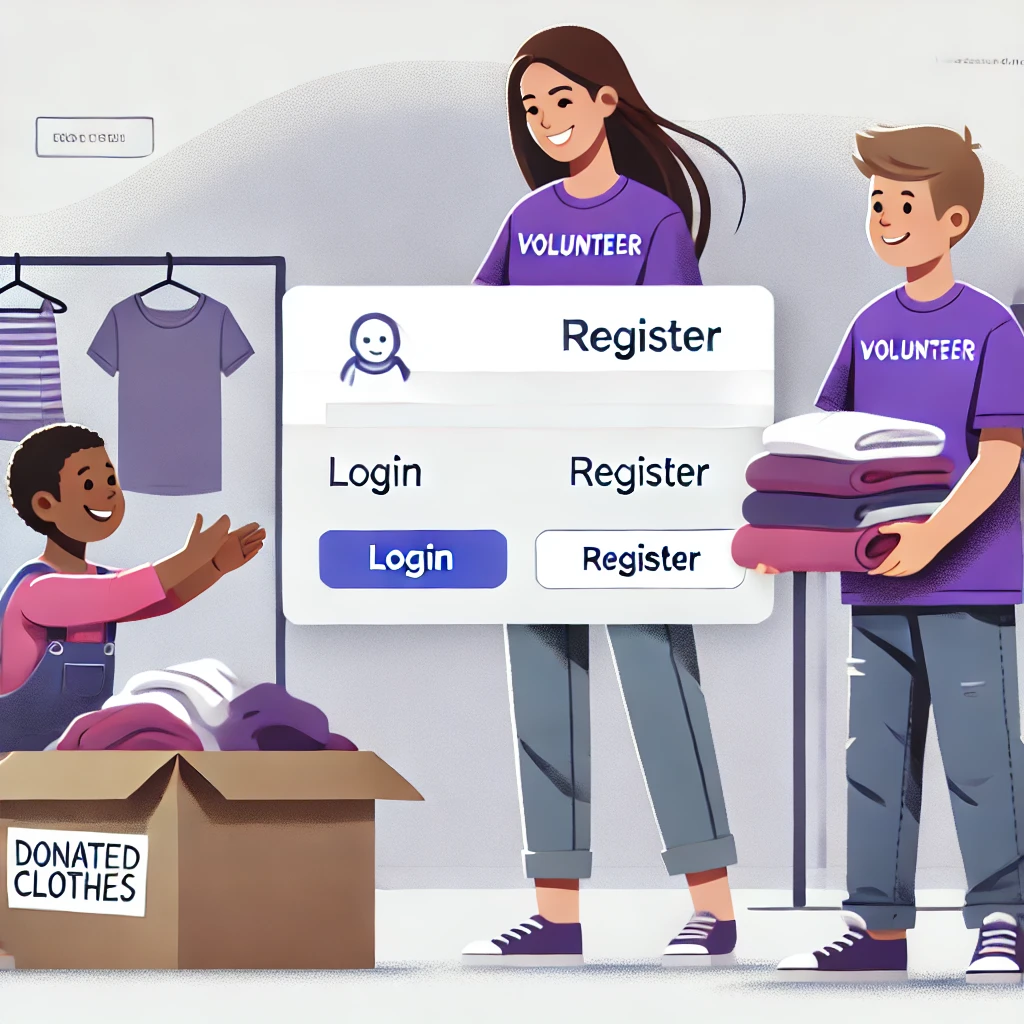 VOLUNTEER
Register
VOLUNTEER
Login Register
Login Register
DONATED
CLOTHES